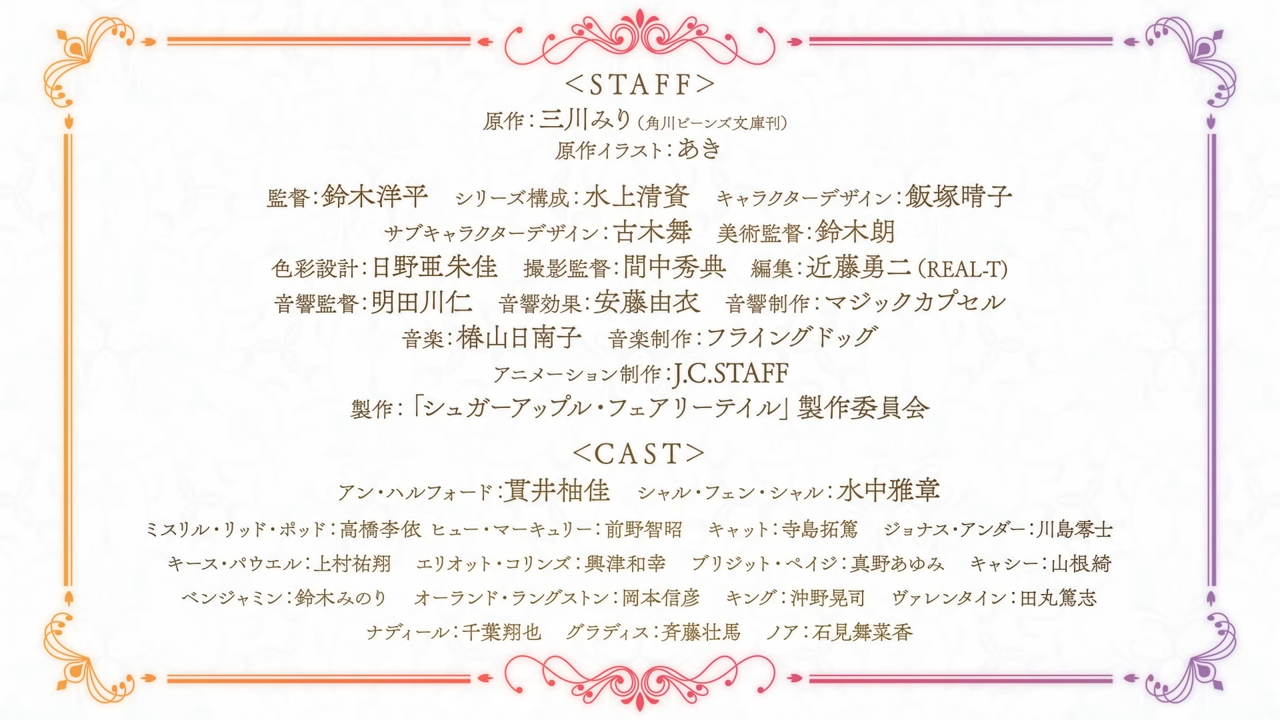 <STAFF>
原作：三川みり（角川ビーンズ文庫刊）
原作イラスト：あき
監督：鈴木洋平　シリーズ構成：水上清資　キャラクターデザイン：飯塚晴子
サブキャラクターデザイン：古木舞　美術監督：鈴木朗
色彩設計：日野亜朱佳　撮影監督：間中秀典　編集：近藤勇二（REAL-T）
音響監督：明田川仁　音響効果：安藤由衣　音響制作：マジックカプセル
音楽：椿山日南子　音楽制作：フライングドッグ
アニメーション制作：J.C.STAFF
製作：「シュガーアップル・フェアリーテイル」製作委員会
<CAST>
アン・ハルフォード：貫井柚佳　シャル・フェン・シャル：水中雅章
ミスリル・リッド・ポッド：高橋李依　ヒュー・マーキュリー：前野智昭　キャット：寺島拓篤　ジョナス・アンダー：川島零士
キース・パウエル：上村祐翔　エリオット・コリンズ：興津和幸　ブリジット・ペイジ：真野あゆみ　キャシー：山根綺
ベンジャミン：鈴木みのり　オーランド・ラングストン：岡本信彦　キング：沖野晃司　ヴァレンタイン：田丸篤志
ナディール：千葉翔也　グラディス：斉藤壮馬　ノア：石見舞菜香